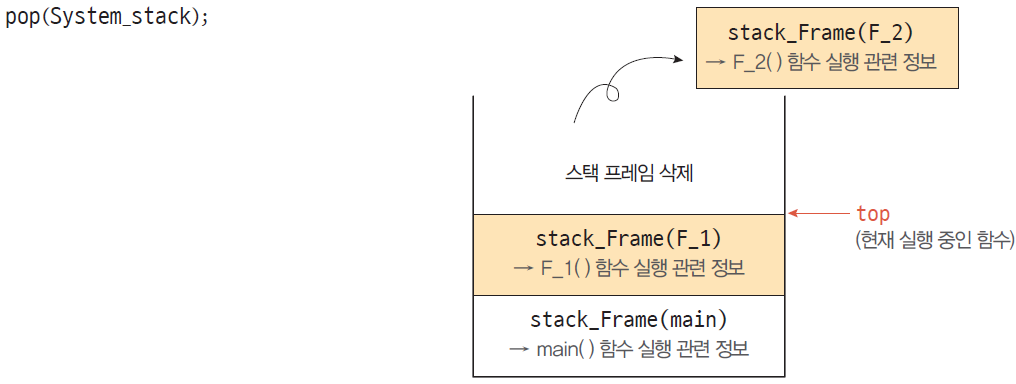 pop(System_stack);
stack_Frame(F_2)
→ F_2( ) 함수 실행 관련 정보
스택 프레임 삭제
top
(현재 실행 중인 함수)
stack_Frame(F_1)
→ F_1( ) 함수 실행 관련 정보
stack_Frame(main)
→ main( ) 함수 실행 관련 정보